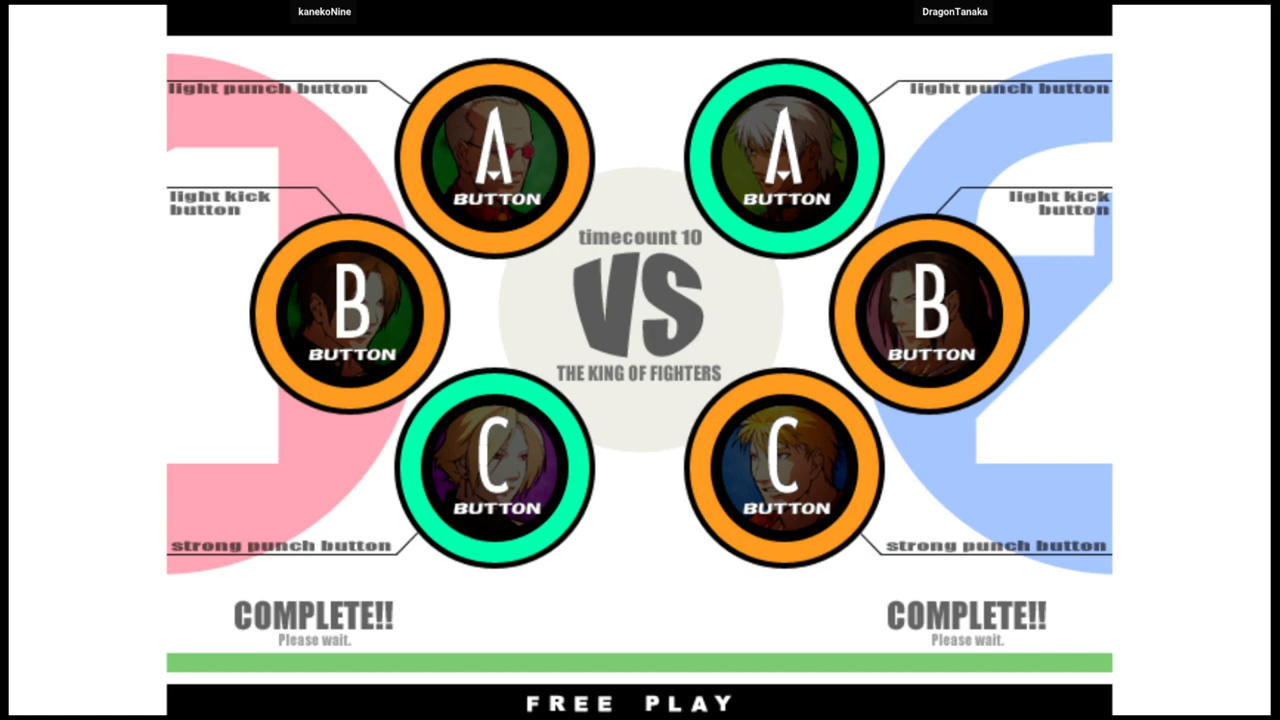 kanekoNine
DragonTanaka
light punch button
light punch button
A
BUTTON
A
BUTTON
light kick
button
light kick
button
timecount 10
VS
THE KING OF FIGHTERS
B
BUTTON
B
BUTTON
C
BUTTON
C
BUTTON
strong punch button
strong punch button
COMPLETE!!
Please wait.
COMPLETE!!
Please wait.
FREE PLAY